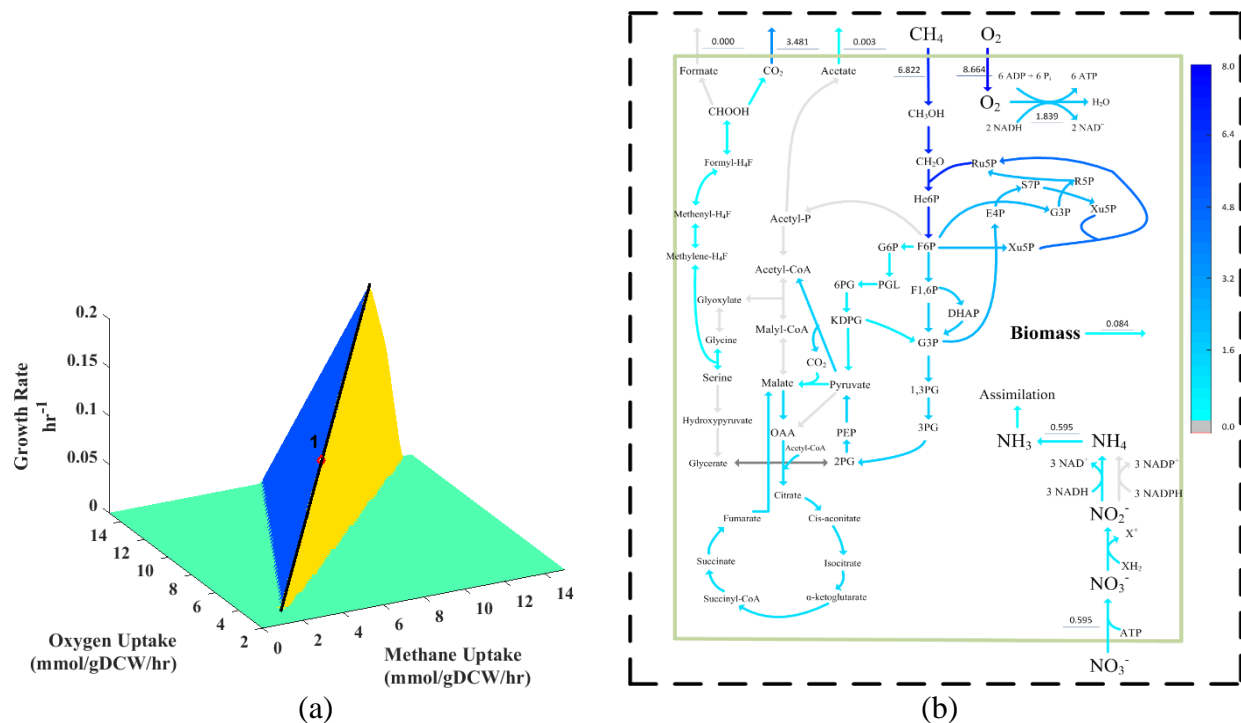 0.2
0.15
0.1
0.05
0
Growth Rate
hr⁻¹
1
14
12
10
8
6
4
2
0
2
4
6
8
10
12
14
Oxygen Uptake
(mmol/gDCW/hr)
Methane Uptake
(mmol/gDCW/hr)
(a)
0.000
3.481
0.003
CH4
O2
Formate
CO2
Acetate
6.822
8.664
6 ADP + 6 Pi
6 ATP
O2
H2O
2 NADH
1.839
2 NAD⁻
CHOOH
CH3OH
Formyl-H4F
CH2O
Ru5P
S7P
R5P
He6P
Methenyl-H4F
Acetyl-P
E4P
G3P
Xu5P
G6P
F6P
Xu5P
Methylene-H4F
Acetyl-CoA
6PG
PGL
F1,6P
Glyoxylate
DHAP
Malyl-CoA
KDPG
Biomass
0.084
Glycine
CO2
G3P
Serine
Malate
Pyruvate
1,3PG
Assimilation
Hydroxypyruvate
OAA
PEP
3PG
0.595
Acetyl-CoA
NH3
NH4
Glycerate
2PG
3 NAD
3 NADP
Citrate
3 NADH
3 NADPH
Fumarate
Cis-aconitate
NO2⁻
X
XH2
Succinate
Isocitrate
NO3⁻
Succinyl-CoA
α-ketoglutarate
0.595
ATP
NO3⁻
8.0
6.4
4.8
3.2
1.6
0.0
(b)